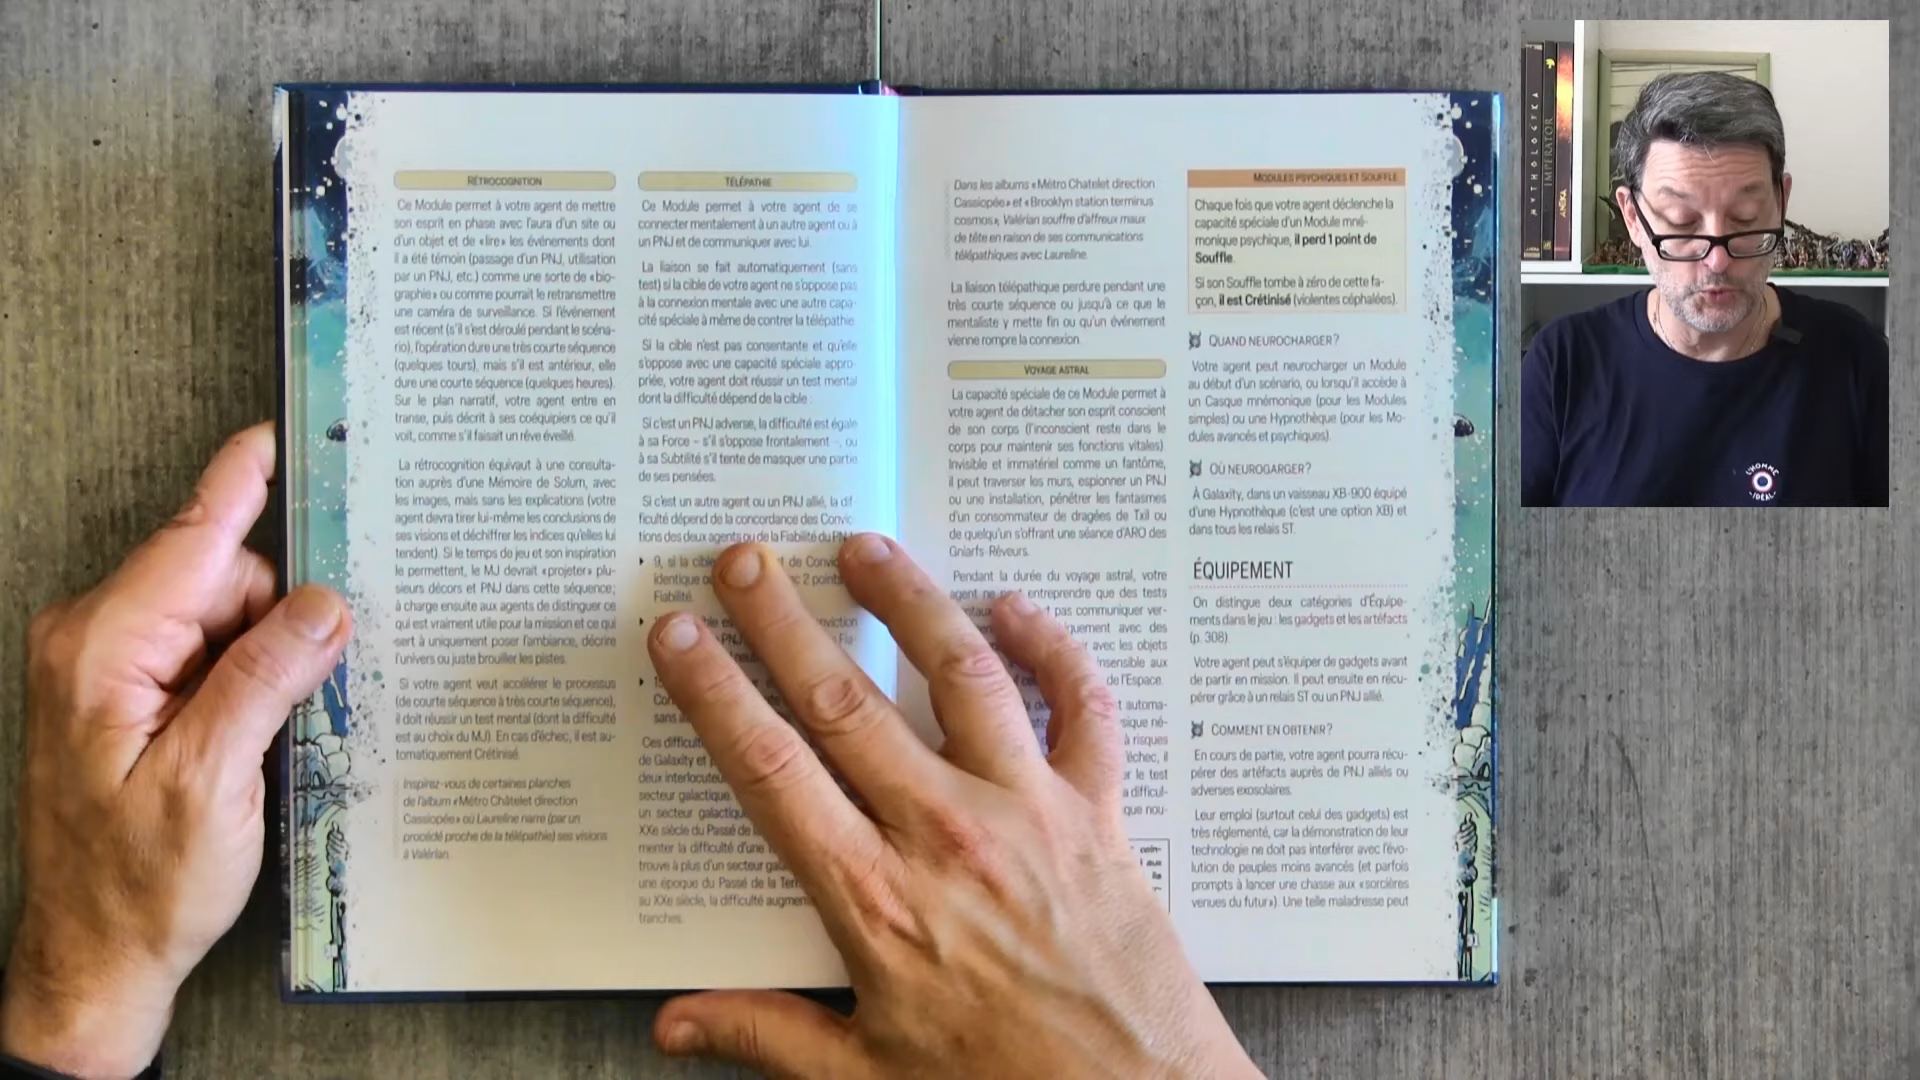 RÉTROCOGNITION
Ce Module permet à votre agent de mettre
son esprit en phase avec l'aura d'un site ou
d'un objet et de «lire» les événements dont
il a été témoin (passage d'un PNJ, utilisation
par un PNJ, etc.) comme une sorte de «bio-
graphie» ou comme pourrait le retransmettre
une caméra de surveillance. Si l'événement
est récent (s'il s'est déroulé pendant le scéna-
rio), l'opération dure une très courte séquence
(quelques tours), mais s'il est antérieur, elle
dure une courte séquence (quelques heures).
Sur le plan narratif, votre agent entre en
transe, puis décrit à ses coéquipiers ce qu'il
voit, comme s'il faisait un rêve éveillé.
La rétrocognition équivaut à une consulta-
tion auprès d'une Mémoire de Solum, avec
les images, mais sans les explications (votre
agent devra tirer lui-même les conclusions de
ses visions et déchiffrer les indices qu'elles lui
tendent). Si le temps de jeu et son inspiration
le permettent, le MJ devrait «projeter» plu-
sieurs décors et PNJ dans cette séquence;
à charge ensuite aux agents de distinguer ce
qui est vraiment utile pour la mission et ce qui
sert à uniquement poser l'ambiance, décrire
l'univers ou juste brouiller les pistes.
Si votre agent veut accélérer le processus
(de courte séquence à très courte séquence),
il doit réussir un test mental (dont la difficulté
est au choix du MJ). En cas d'échec, il est au-
tomatiquement Crétinisé.
Inspirez-vous de certaines planches
de l'album «Métro Châtelet direction
Cassiopée» où Laureline narre (par un
procédé proche de la télépathie) ses visions
à Valérian.
TÉLÉPATHIE
Ce Module permet à votre agent de se
connecter mentalement à un autre agent ou à
un PNJ et de communiquer avec lui.
La liaison se fait automatiquement (sans
test) si la cible de votre agent ne s'oppose pas
à la connexion mentale avec une autre capa-
cité spéciale à même de contrer la télépathie.
Si la cible n'est pas consentante et qu'elle
s'oppose avec une capacité spéciale appro-
priée, votre agent doit réussir un test mental
dont la difficulté dépend de la cible :
Si c'est un PNJ adverse, la difficulté est égale
à sa Force – s'il s'oppose frontalement –, ou
à sa Subtilité s'il tente de masquer une partie
de ses pensées.
Si c'est un autre agent ou un PNJ allié, la dif-
ficulté dépend de la concordance des Convic-
tions des deux agents ou de la Fiabilité du PNJ
9, si la cible de
identique 2 points
Fiabilité.
sans
Ces
de Galaxity et
deux
secteur galactique.
un secteur
XXe siècle du Passé de la
menter la difficulté d'une
trouve à plus d'un secteur
une époque du Passé de la
au XXe siècle, la difficulté
tranches.
Dans les albums «Métro Chatelet direction
Cassiopée» et «Brooklyn station terminus
cosmos», Valérian souffre d'affreux maux
de tête en raison de ses communications
télépathiques avec Laureline.
La liaison télépathique perdure pendant une
très courte séquence ou jusqu'à ce que le
mentaliste y mette fin ou qu'un événement
vienne rompre la connexion.
VOYAGE ASTRAL
La capacité spéciale de ce Module permet à
votre agent de détacher son esprit conscient
de son corps (l'inconscient reste dans le
corps pour maintenir ses fonctions vitales).
Invisible et immatériel comme un fantôme,
il peut traverser les murs, espionner un PNJ
ou une installation, pénétrer les fantasmes
d'un consommateur de dragées de Txil ou
de quelqu'un s'offrant une séance d'ARO des
Gniarfs-Rêveurs.
Pendant la durée du voyage astral, votre
agent ne peut entreprendre que des tests
pas communiquer
avec des
avec les objets
aux
de l'Espace.
à risques
le test
que
MODULES PSYCHIQUES ET SOUFFLE
Chaque fois que votre agent déclenche la
capacité spéciale d'un Module mné-
monique psychique, il perd 1 point de
Souffle.
Si son Souffle tombe à zéro de cette fa-
çon, il est Crétinisé (violentes céphalées).
QUAND NEUROCHARGER?
Votre agent peut neurocharger un Module
au début d'un scénario, ou lorsqu'il accède à
un Casque mnémonique (pour les Modules
simples) ou une Hypnothèque (pour les Mo-
dules avancés et psychiques).
OÙ NEUROGARGER?
À Galaxity, dans un vaisseau XB-900 équipé
d'une Hypnothèque (c'est une option XB) et
dans tous les relais ST.
ÉQUIPEMENT
On distingue deux catégories d'Équipe-
ments dans le jeu : les gadgets et les artéfacts
(p. 308).
Votre agent peut s'équiper de gadgets avant
de partir en mission. Il peut ensuite en récu-
pérer grâce à un relais ST ou un PNJ allié.
COMMENT EN OBTENIR?
En cours de partie, votre agent pourra récu-
pérer des artéfacts auprès de PNJ alliés ou
adverses exosolaires.
Leur emploi (surtout celui des gadgets) est
très réglementé, car la démonstration de leur
technologie ne doit pas interférer avec l'évo-
lution de peuples moins avancés (et parfois
prompts à lancer une chasse aux «sorcières
venues du futur»). Une telle maladresse peut
MYTHOLOGYKA
IMPERATOR
L'HOMME
IDÉAL